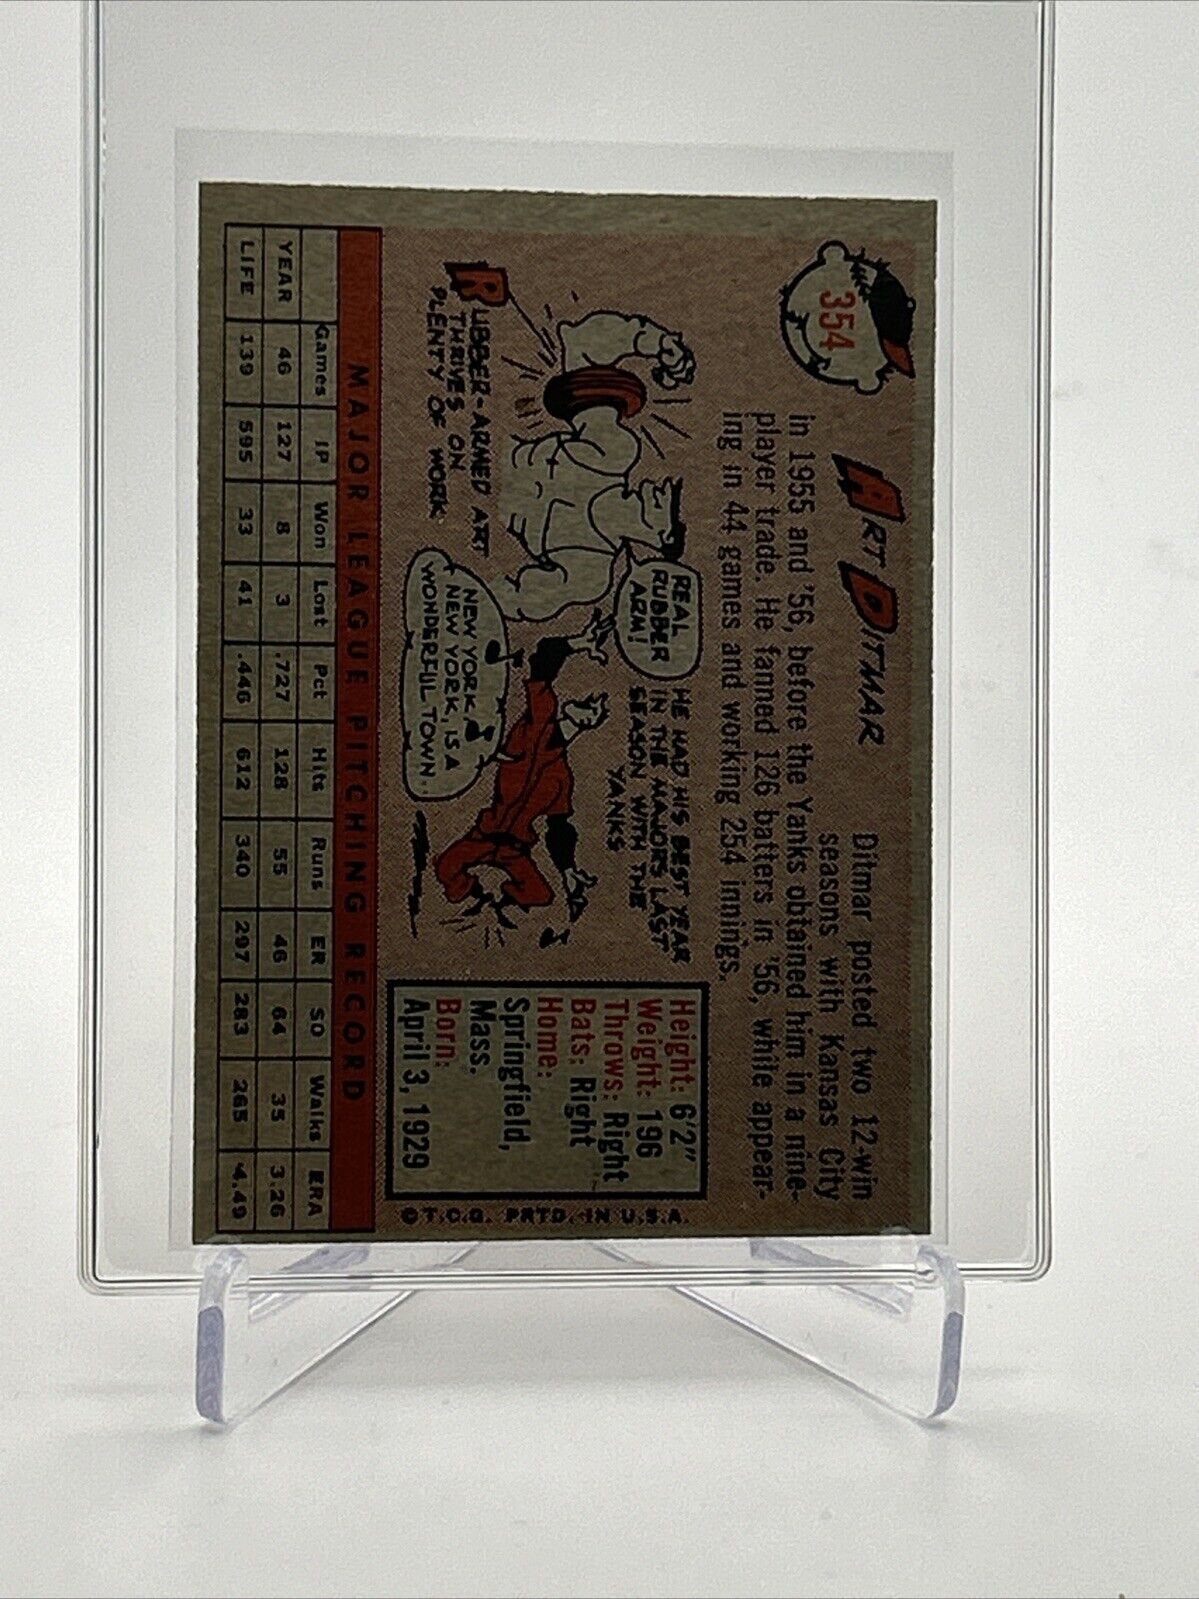 354
ART DITMAR
Ditmar posted two 12-win
seasons with Kansas City
in 1955 and '56, before the Yanks obtained him in a nine-
player trade. He fanned 126 batters in '56, while appear-
ing in 44 games and working 254 innings.
REAL
RUBBER
ARM!
HE HAD HIS BEST YEAR
IN THE MAJORS LAST
SEASON WITH THE
YANKS
RUBBER-ARMED ART
THRIVES ON
PLENTY OF WORK
NEW YORK,
NEW YORK, IS A
WONDERFUL TOWN..
Height: 6'2"
Weight: 196
Throws: Right
Bats: Right
Home:
Springfield,
Mass.
Born:
April 3, 1929
©T.C.G. PRTD. IN U.S.A.
MAJOR LEAGUE PITCHING RECORD
Games IP Won Lost Pct Hits Runs ER SO Walks ERA
YEAR 46 127 8 3 .727 128 55 46 64 35 3.26
LIFE 139 595 33 41 .446 612 340 297 283 265 4.49